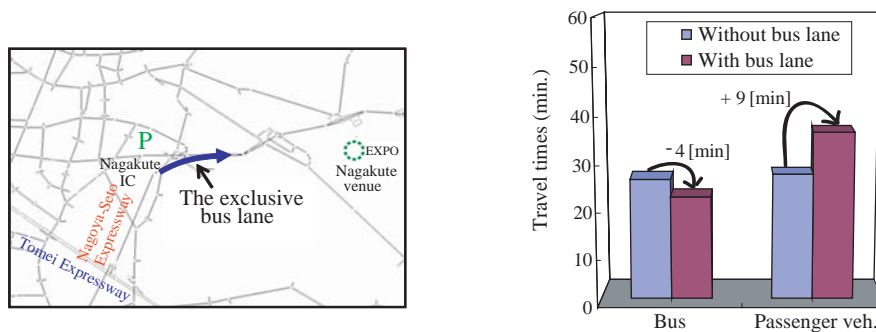 P
EXPO
Nagakute
IC
Nagakute
venue
The exclusive
bus lane
Nagoya-Seto
Expressway
Tomei Expressway
Travel times (min.)
60
50
40
30
20
10
0
Without bus lane
With bus lane
-4 [min]
+9 [min]
Bus
Passenger veh.